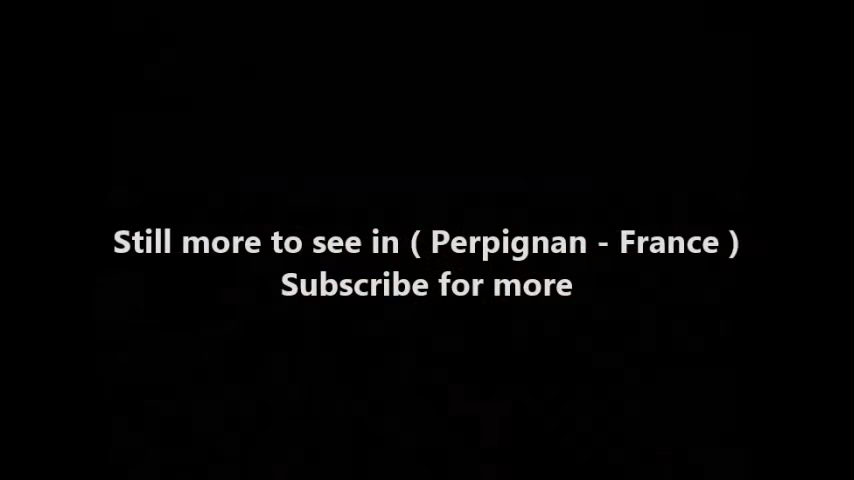 Still more to see in ( Perpignan - France )
Subscribe for more